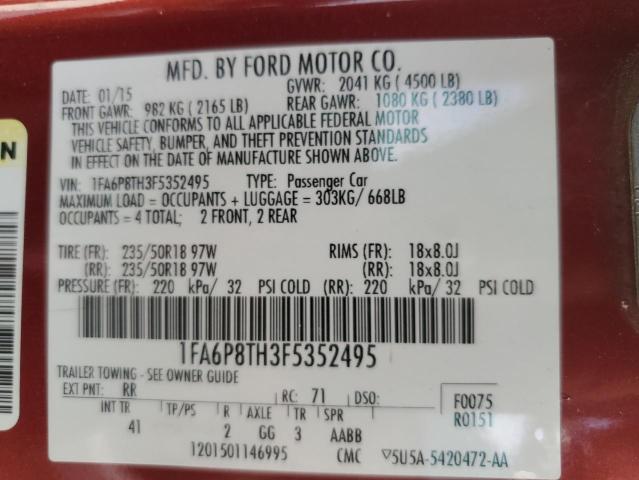 MFD. BY FORD MOTOR CO.
DATE: 01/15 GVWR: 2041 KG ( 4500 LB)
FRONT GAWR: 982 KG ( 2165 LB) REAR GAWR: 1080 KG ( 2380 LB)
THIS VEHICLE CONFORMS TO ALL APPLICABLE FEDERAL MOTOR
VEHICLE SAFETY, BUMPER, AND THEFT PREVENTION STANDARDS
IN EFFECT ON THE DATE OF MANUFACTURE SHOWN ABOVE.
VIN: 1FA6P8TH3F5352495 TYPE: Passenger Car
MAXIMUM LOAD = OCCUPANTS + LUGGAGE = 303KG/ 668LB
OCCUPANTS = 4 TOTAL; 2 FRONT, 2 REAR
TIRE (FR): 235/50R18 97W RIMS (FR): 18x8.0J
(RR): 235/50R18 97W (RR): 18x8.0J
PRESSURE (FR): 220 kPa/ 32 PSI COLD (RR): 220 kPa/ 32 PSI COLD
1FA6P8TH3F5352495
TRAILER TOWING - SEE OWNER GUIDE
EXT PNT: RR RC: 71 DSO: F0075
R0151
INT TR TP/PS R AXLE TR SPR
41 2 GG 3 AABB
1201501146995 CMC ▽5U5A-5420472-AA
N